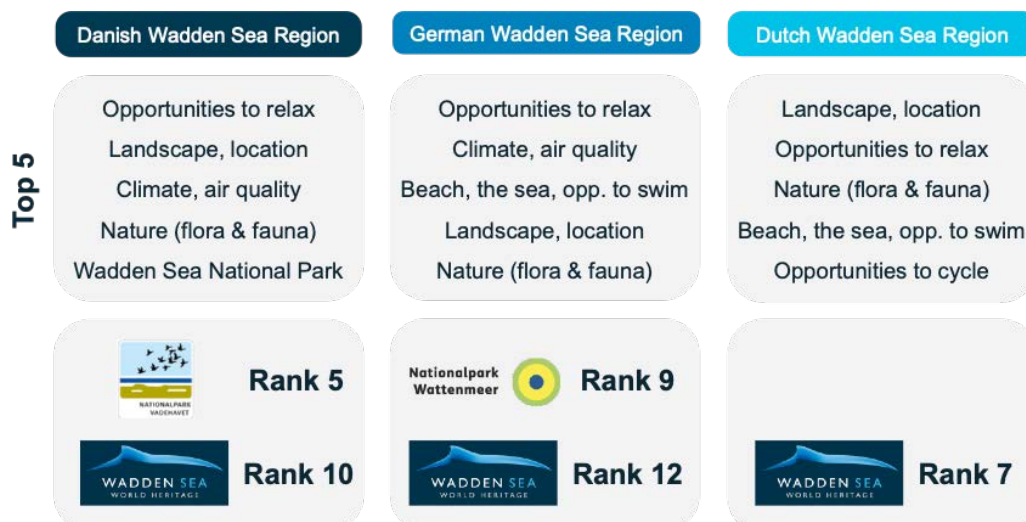 Danish Wadden Sea Region
German Wadden Sea Region
Dutch Wadden Sea Region
Top 5
Opportunities to relax
Landscape, location
Climate, air quality
Nature (flora & fauna)
Wadden Sea National Park
Opportunities to relax
Climate, air quality
Beach, the sea, opp. to swim
Landscape, location
Nature (flora & fauna)
Landscape, location
Opportunities to relax
Nature (flora & fauna)
Beach, the sea, opp. to swim
Opportunities to cycle
NATIONALPARK
VADEHAVET
Rank 5
WADDEN SEA
WORLD HERITAGE
Rank 10
Nationalpark
Wattenmeer
Rank 9
WADDEN SEA
WORLD HERITAGE
Rank 12
WADDEN SEA
WORLD HERITAGE
Rank 7